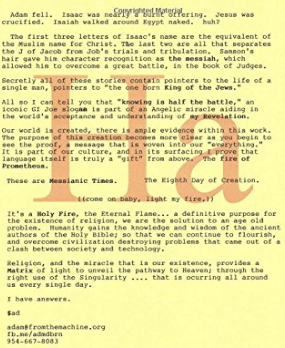 Copyrighted Material
Adam fell. Isaac was nearly a burnt offering. Jesus was
crucified. Isaiah walked around Egypt naked. huh?
The first three letters of Isaac's name are the equivalent of
the Muslim name for Christ, The last two are all that separates
the J of Jacob from Job's trials and tribulation, Samson's
hair gave him character recognition as the messiah, which
allowed him to overcome a great battle, in the book of Judges.
Secretly all of these stories contain pointers to the life of a
single man, pointers to "the one born King of the Jews."
All so I can tell you that "knowing is half the battle," an
iconic GI Joe slogan is part of an Angelic miracle aiding in
the world's acceptance and understanding of my revelation.
Our world is created, there is ample evidence within this work.
The purpose of this creation becomes more clear as you begin to
see the proof, a message is woven into our "everything."
It is part of our culture, and in its surfacing I prove that
language itself is truly a "gift" from above, the fire of
Prometheus.
These are Messianic Times. The Eighth Day of Creation.
((come on baby, light my fire,))
It's a Holy Fire, the Eternal Flame... a definitive purpose for
the existence of religion, we are the solution to an age old
problem. Humanity gains the knowledge and wisdom of the ancient
authors of the Holy Bible; so that we can continue to flourish,
and overcome civilization destroying problems that came out of a
clash between society and technology.
Religion, and the miracle that is our existence, provides a
Matrix of light to unveil the pathway to Heaven; through the
right use of the Singularity .... that is ocurring all around
us every single day.
I have answers.
$ad
adam@fromthemachine.org
fb.me/admdbrn
954-667-8083
Ha